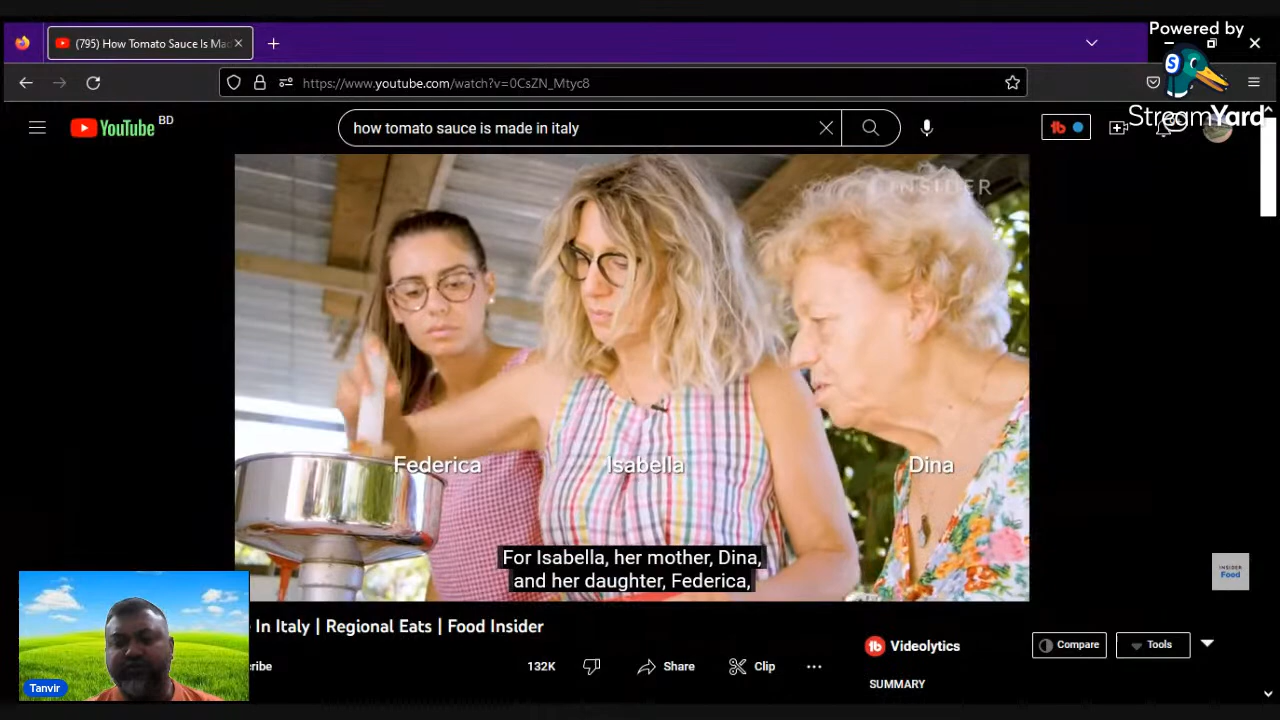 Powered by
StreamYard
(795) How Tomato Sauce Is Mad
https://www.youtube.com/watch?v=0CsZN_Mtyc8
YouTube BD
how tomato sauce is made in italy
INSIDER
Federica
Isabella
Dina
For Isabella, her mother, Dina,
and her daughter, Federica,
INSIDER
Food
In Italy | Regional Eats | Food Insider
cribe
132K
Share
Clip
Videolytics
Compare
Tools
SUMMARY
Tanvir